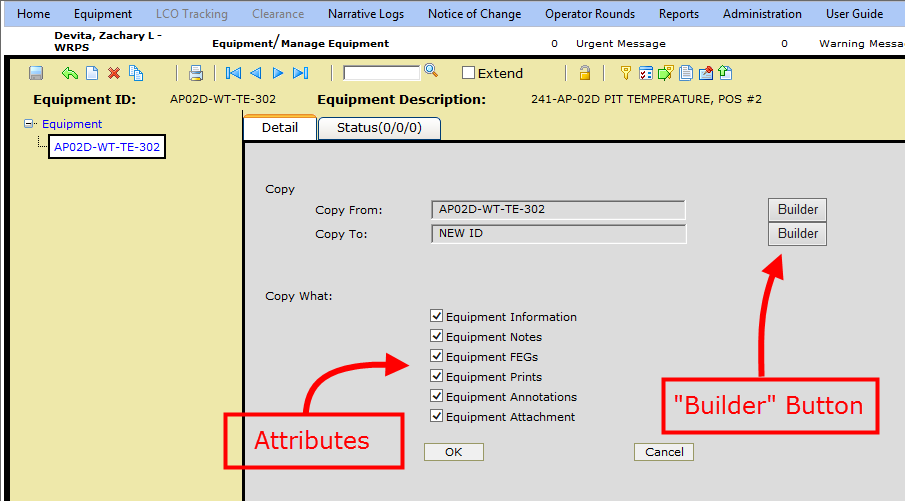 Home Equipment LCO Tracking Clearance Narrative Logs Notice of Change Operator Rounds Reports Administration User Guide
Devita, Zachary L -
WRPS
Equipment/Manage Equipment 0 Urgent Message 0 Warning Messa
Extend
Equipment ID: AP02D-WT-TE-302 Equipment Description: 241-AP-02D PIT TEMPERATURE, POS #2
Equipment
AP02D-WT-TE-302
Detail Status(0/0/0)
Copy
Copy From: AP02D-WT-TE-302 Builder
Copy To: NEW ID Builder
Copy What:
Equipment Information
Equipment Notes
Equipment FEGs
Equipment Prints
Equipment Annotations
Equipment Attachment
Attributes
"Builder" Button
OK Cancel